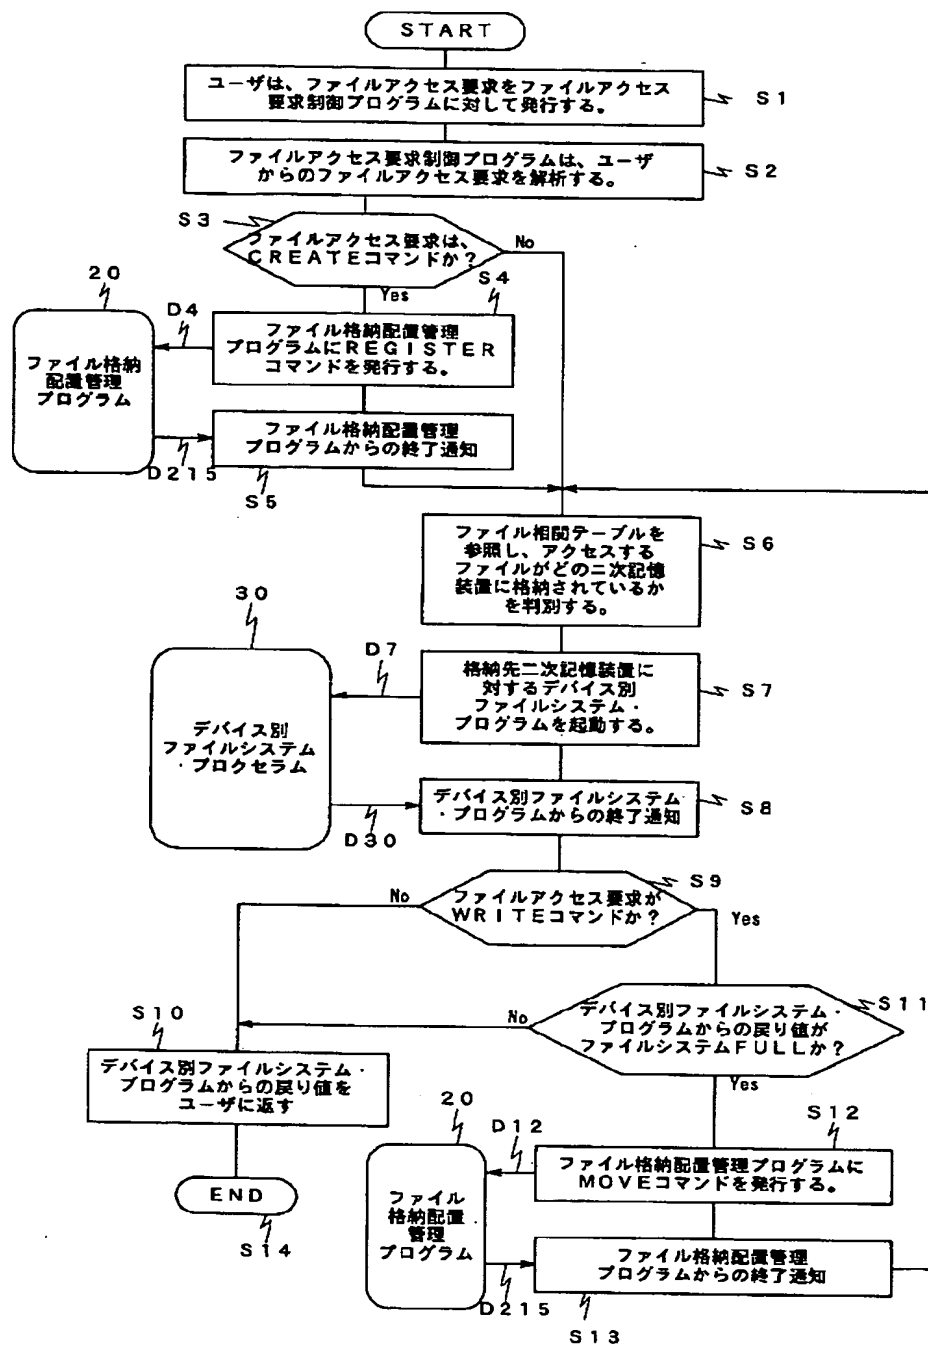 START
ユーザは、ファイルアクセス要求をファイルアクセス
要求制御プログラムに対して発行する。
S1
ファイルアクセス要求制御プログラムは、ユーザ
からのファイルアクセス要求を解析する。
S2
S3
ファイルアクセス要求は、
CREATEコマンドか?
No
Yes
S4
20
D4
ファイル格納配置管理
プログラムにREGISTER
コマンドを発行する。
ファイル格納
配置管理
プログラム
ファイル格納配置管理
プログラムからの終了通知
D215
S5
ファイル相関テーブルを
参照し、アクセスする
ファイルがどの二次記憶
装置に格納されているか
を判別する。
S6
30
D7
格納先二次記憶装置に
対するデバイス別
ファイルシステム・
プログラムを起動する。
S7
デバイス別
ファイルシステム
・プロクセラム
デバイス別ファイルシステム
・プログラムからの終了通知
S8
D30
S9
ファイルアクセス要求が
WRITEコマンドか?
No
Yes
S11
デバイス別ファイルシステム・
プログラムからの戻り値が
ファイルシステムFULLか?
No
Yes
S10
デバイス別ファイルシステム・
プログラムからの戻り値を
ユーザに返す
20
D12
S12
ファイル格納配置管理プログラムに
MOVEコマンドを発行する。
END
S14
ファイル
格納配置
管理
プログラム
ファイル格納配置管理
プログラムからの終了通知
D215
S13